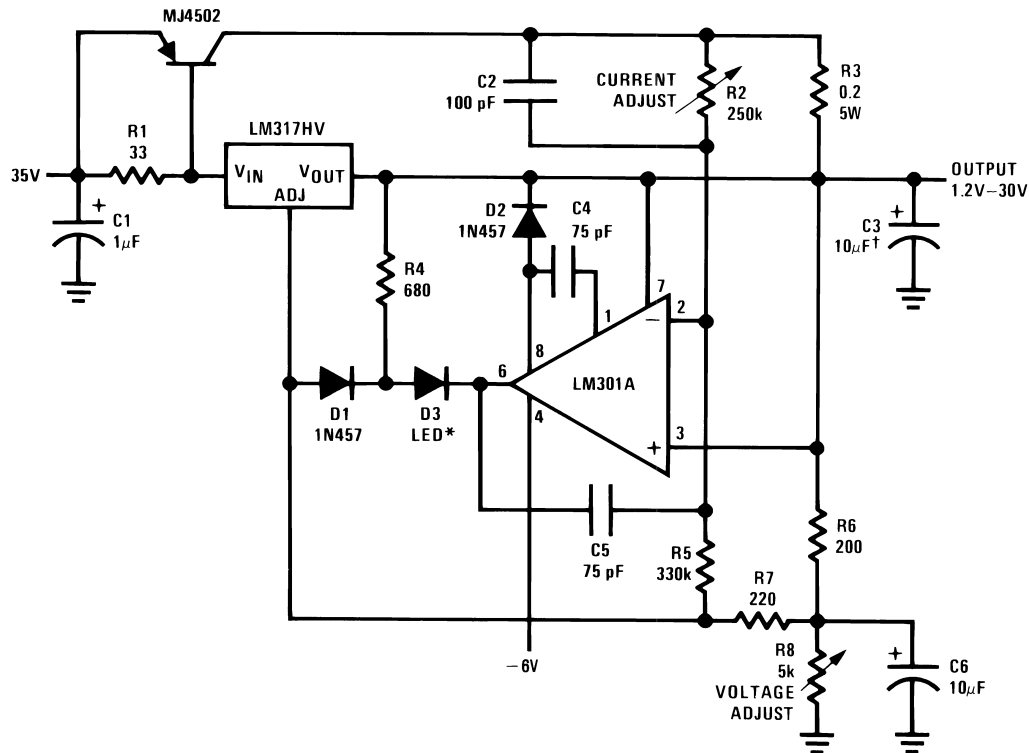 MJ4502
C2
100 pF
CURRENT
ADJUST
R2
250k
R3
0.2
5W
R1
33
LM317HV
35V
VIN
VOUT
ADJ
OUTPUT
1.2V–30V
C1
1μF
+
D2
1N457
C4
75 pF
C3
10μF†
+
R4
680
7
2
1
−
8
6
LM301A
D1
1N457
D3
LED*
4
+
3
C5
75 pF
R5
330k
R6
200
R7
220
−6V
R8
5k
VOLTAGE
ADJUST
+
C6
10μF